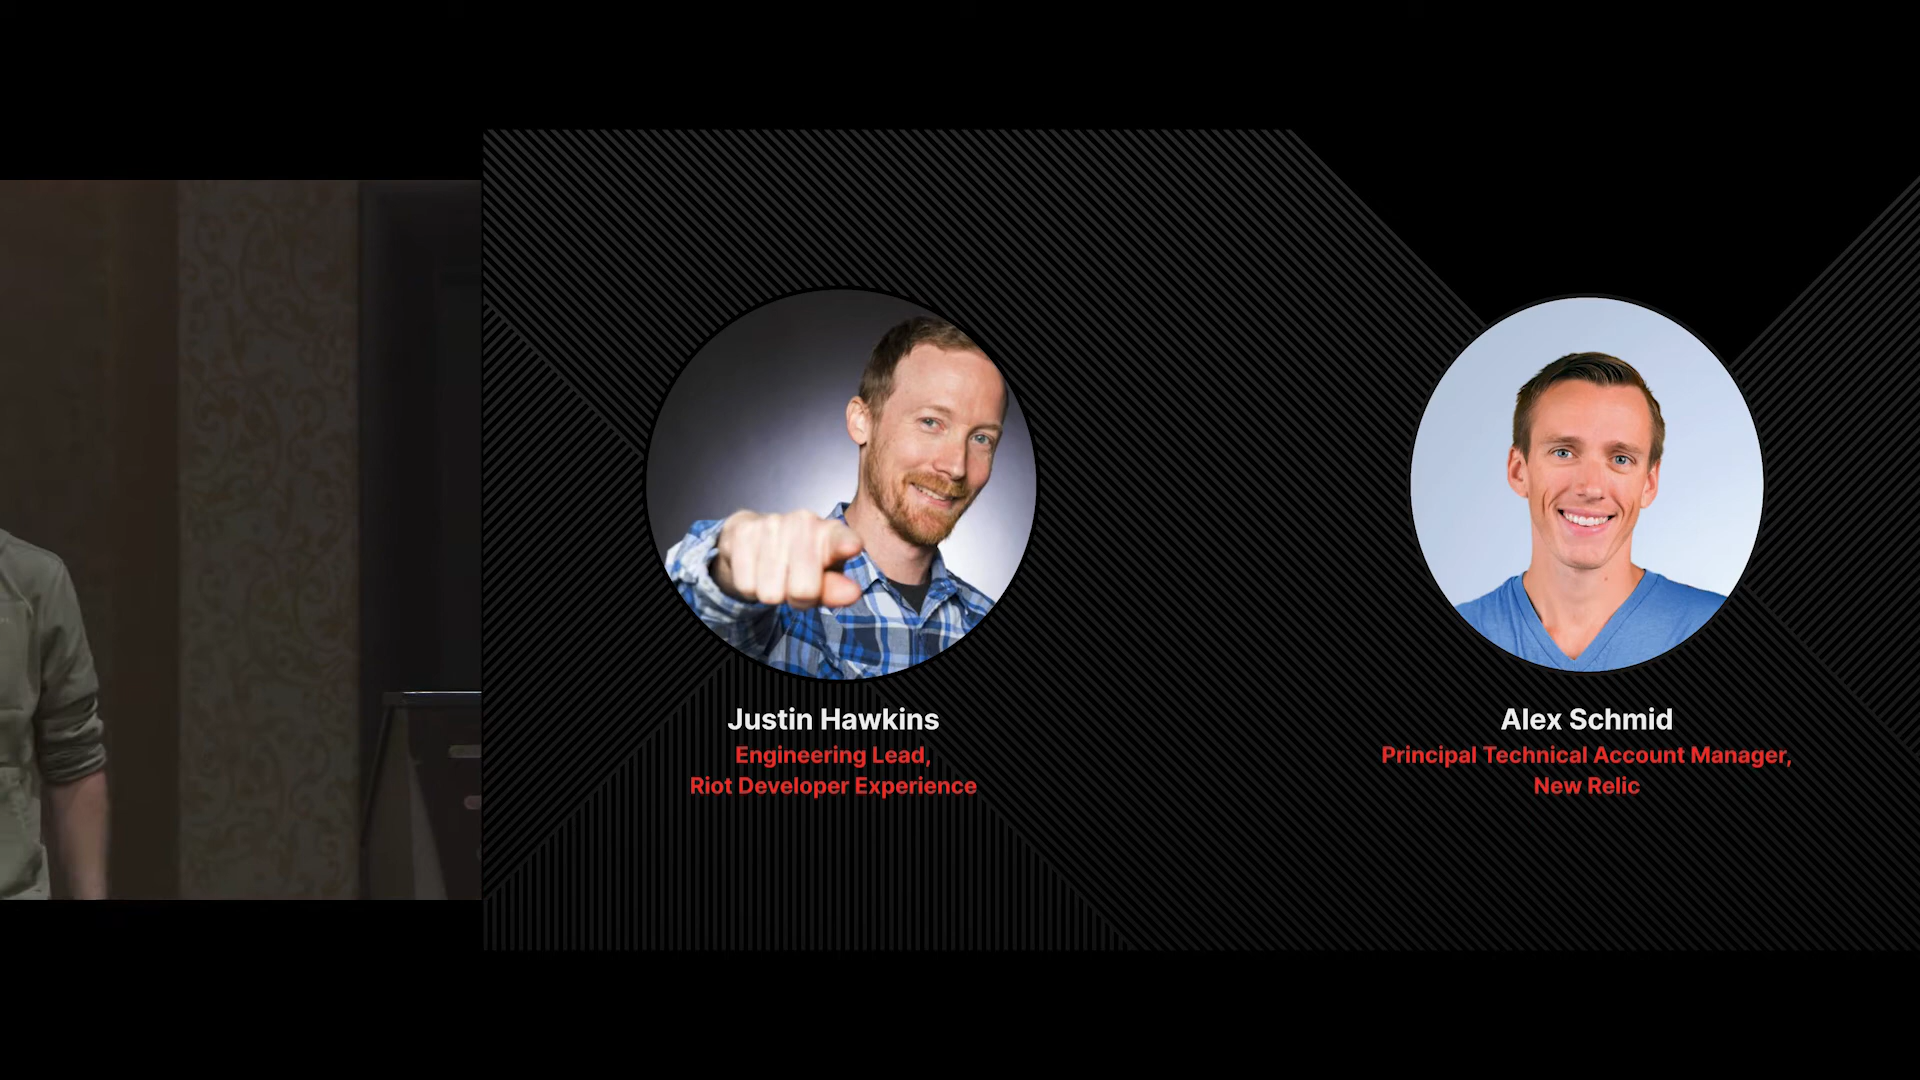 Justin Hawkins
Engineering Lead,
Riot Developer Experience
Alex Schmid
Principal Technical Account Manager,
New Relic